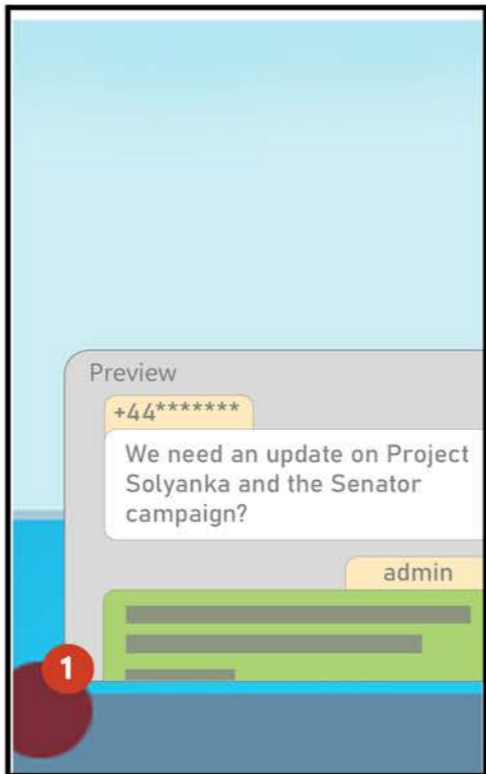 Preview
+44*******
We need an update on Project
Solyanka and the Senator
campaign?
admin
1